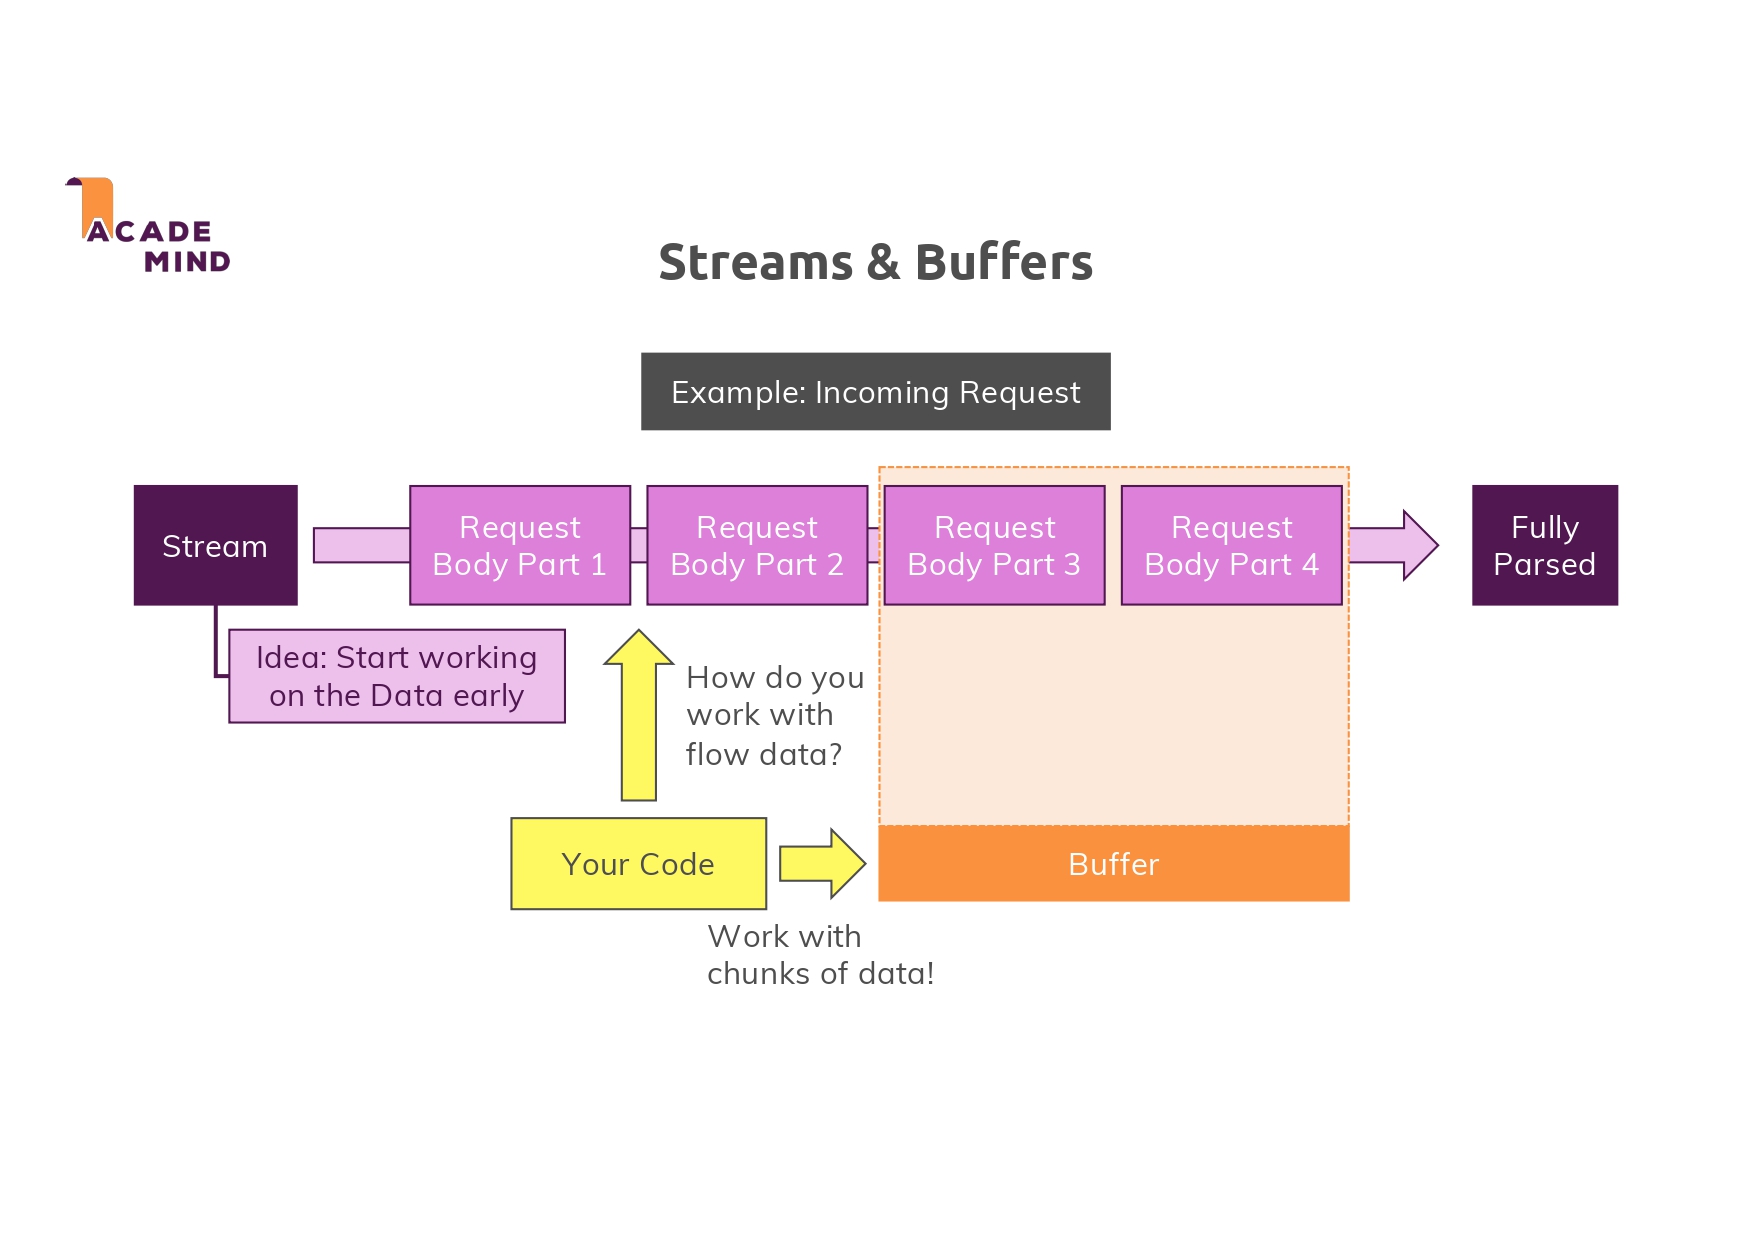 ACADE
MIND
Streams & Buffers
Example: Incoming Request
Stream
Request
Body Part 1
Request
Body Part 2
Request
Body Part 3
Request
Body Part 4
Fully
Parsed
Idea: Start working
on the Data early
How do you
work with
flow data?
Your Code
Buffer
Work with
chunks of data!